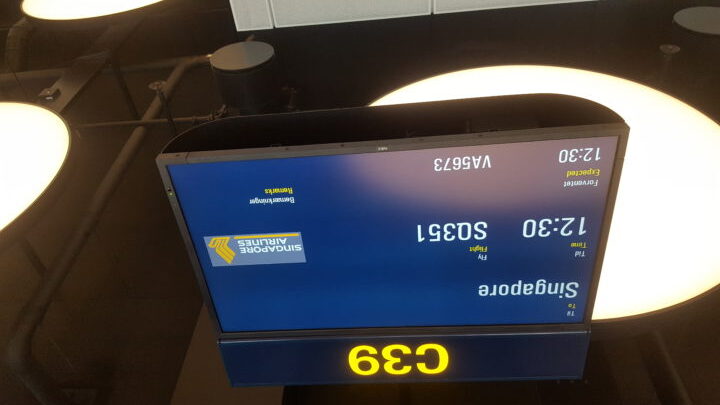 C39
Til
To
Singapore
Tid
Time
12:30
Fly
Flight
SQ351
SINGAPORE
AIRLINES
Forventet
Expected
12:30
VA5673
Bemærkninger
Remarks
NEC